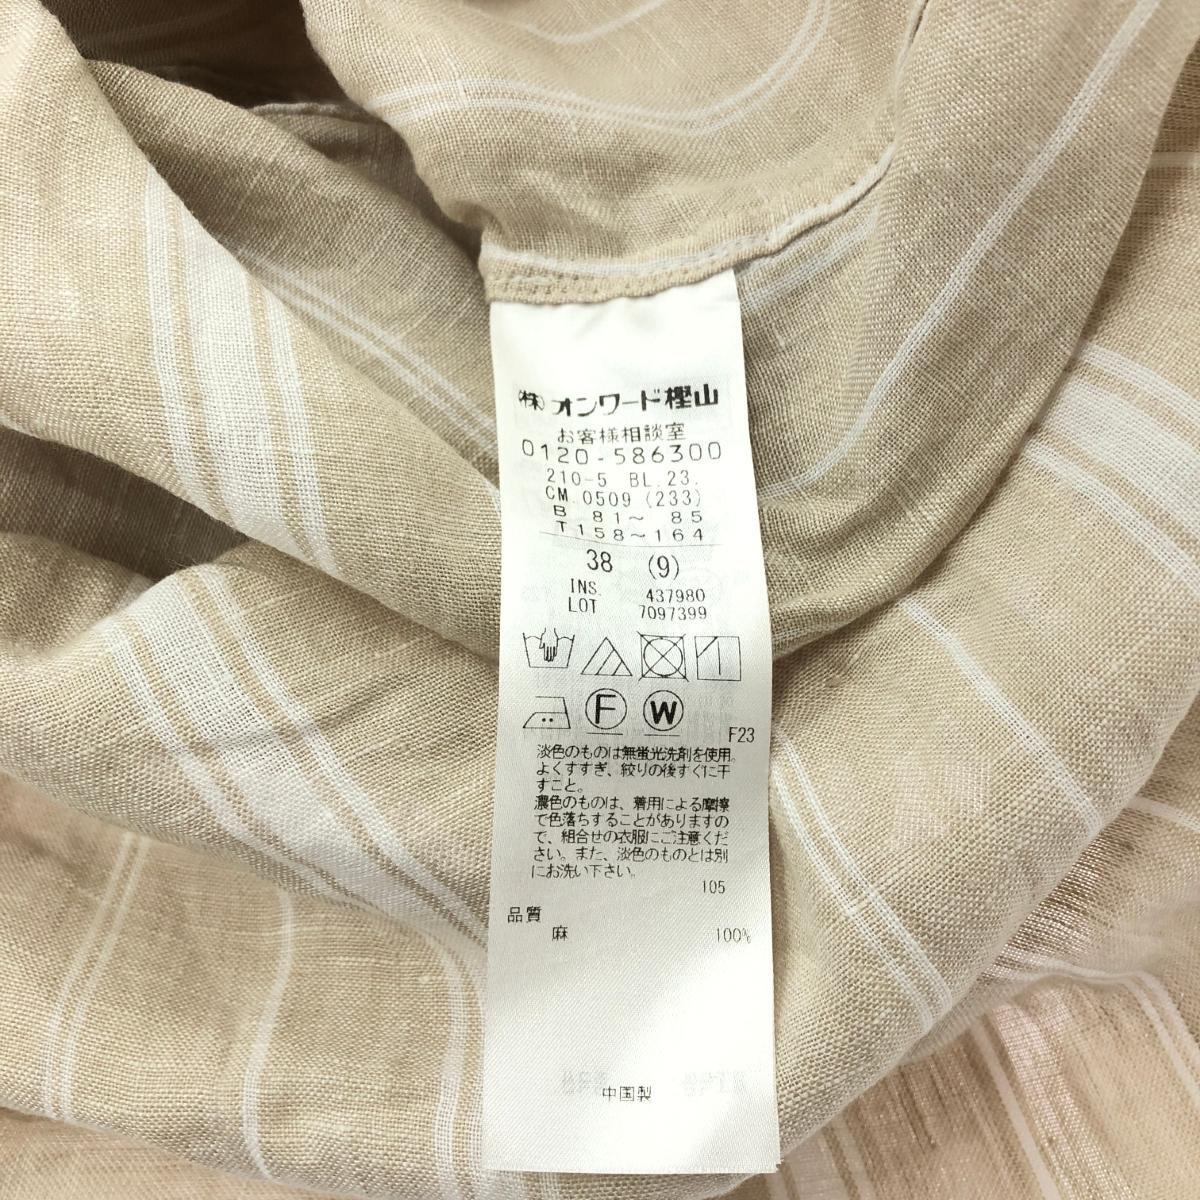 (株)オンワード樫山
お客様相談室
0120-586300
210-5 BL.23.
CM 0509 (233)
B 81~ 85
T158~164
38 (9)
INS. 437980
LOT 7097399
F
W
F23
淡色のものは無蛍光洗剤を使用。
よくすすぎ、絞りの後すぐに干
すこと。
濃色のものは、着用による摩擦
で色落ちすることがありますの
で、組合せの衣服にご注意くだ
さい。また、淡色のものとは別
にお洗い下さい。
105
品質
麻 100%
中国製